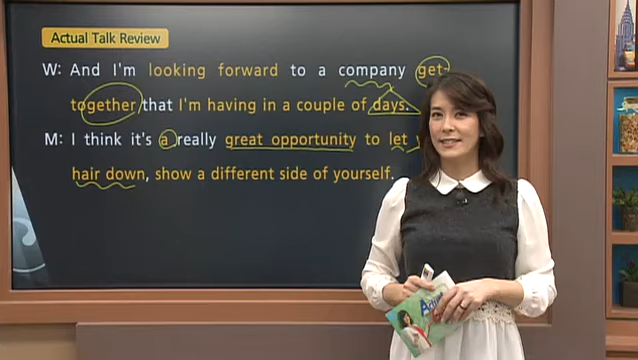 Actual Talk Review
W: And I'm looking forward to a company get-
together that I'm having in a couple of days.
M: I think it's a really great opportunity to let
hair down, show a different side of yourself.